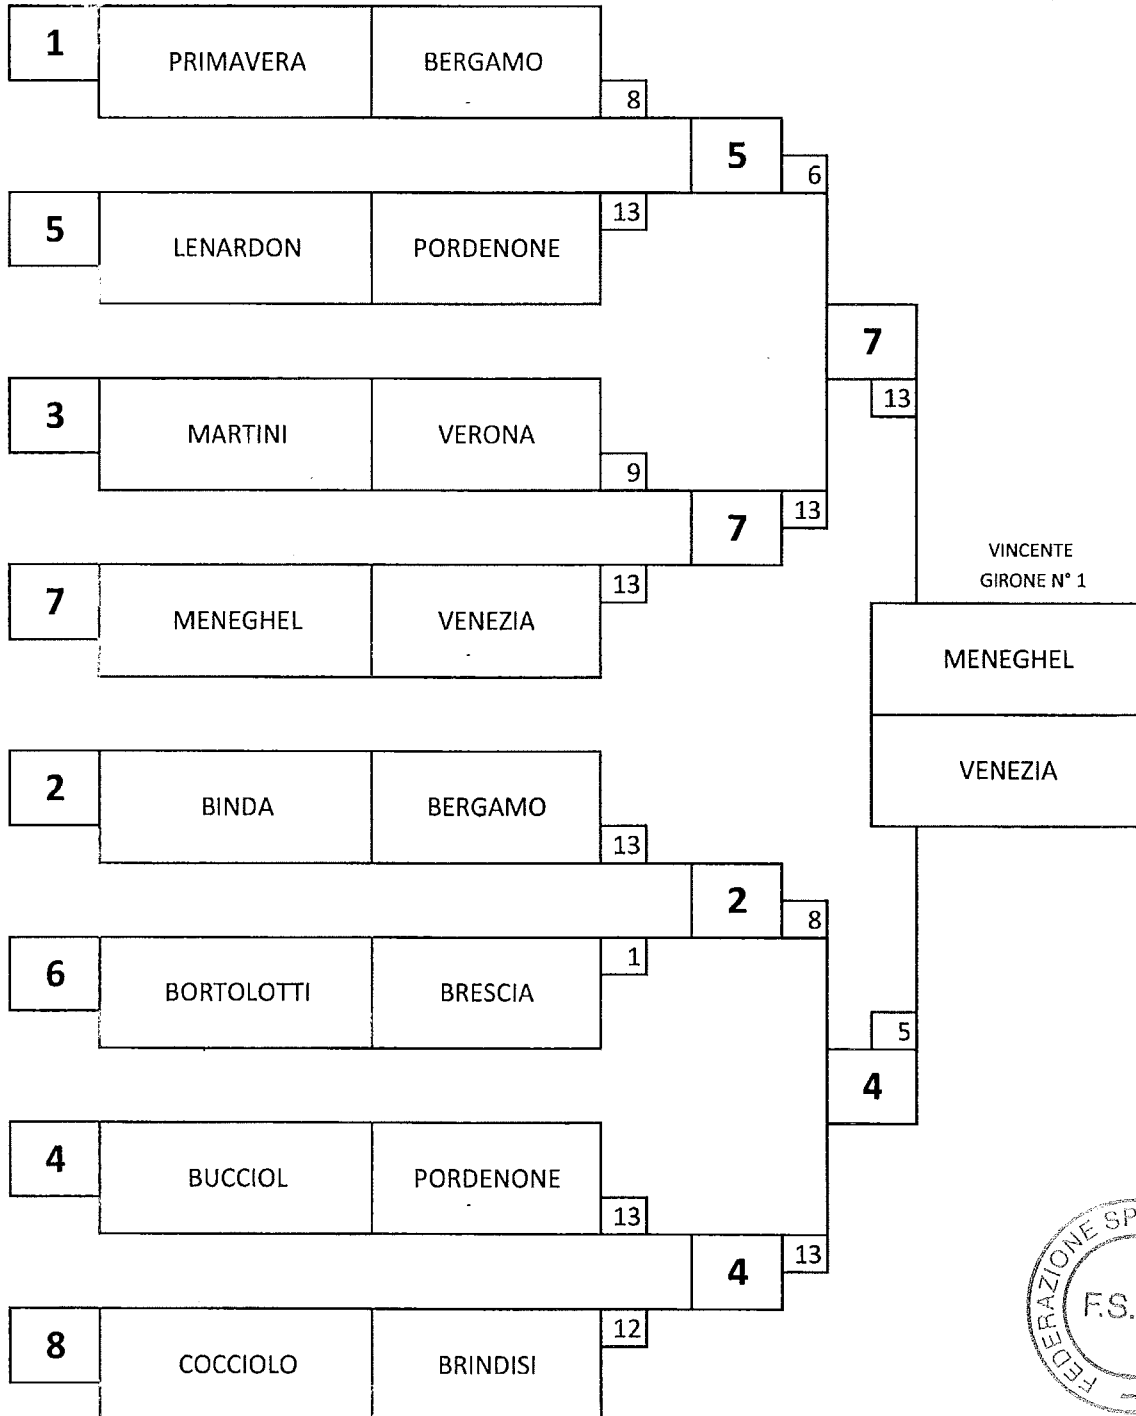 1 PRIMAVERA BERGAMO
8
5
6
5 LENARDON PORDENONE
13
7
13
3 MARTINI VERONA
9
7
13
7 MENEGHEL VENEZIA
13
VINCENTE
GIRONE N° 1
MENEGHEL
VENEZIA
2 BINDA BERGAMO
13
2
8
6 BORTOLOTTI BRESCIA
1
5
4
4 BUCCIOL PORDENONE
13
4
13
8 COCCIOLO BRINDISI
12
FEDERAZIONE SP
F.S.